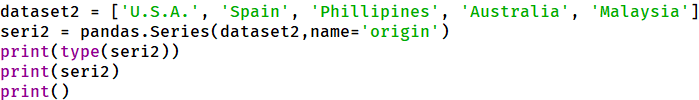 dataset2 = ['U.S.A.', 'Spain', 'Phillipines', 'Australia', 'Malaysia']
seri2 = pandas.Series(dataset2,name='origin')
print(type(seri2))
print(seri2)
print()